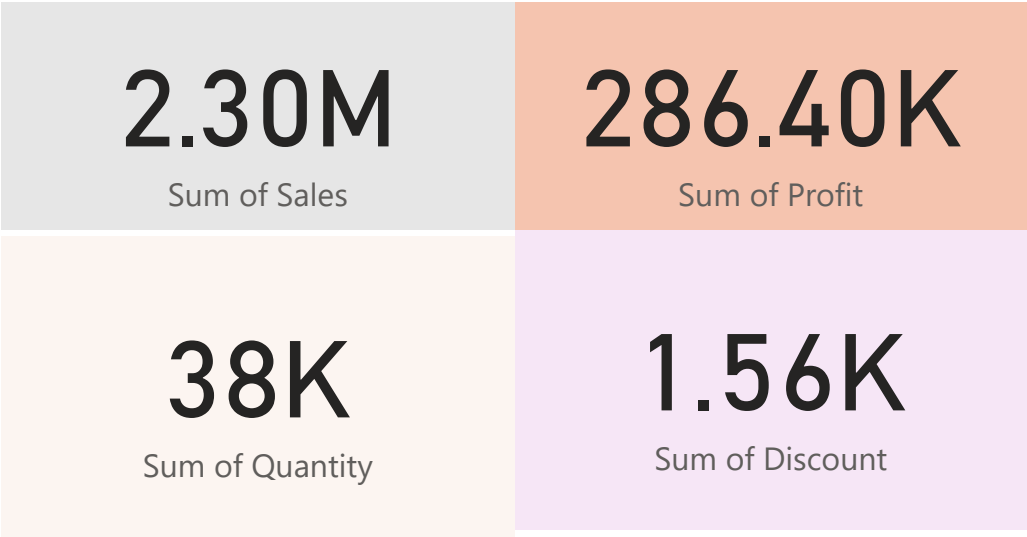 2.30M
Sum of Sales
286.40K
Sum of Profit
38K
Sum of Quantity
1.56K
Sum of Discount